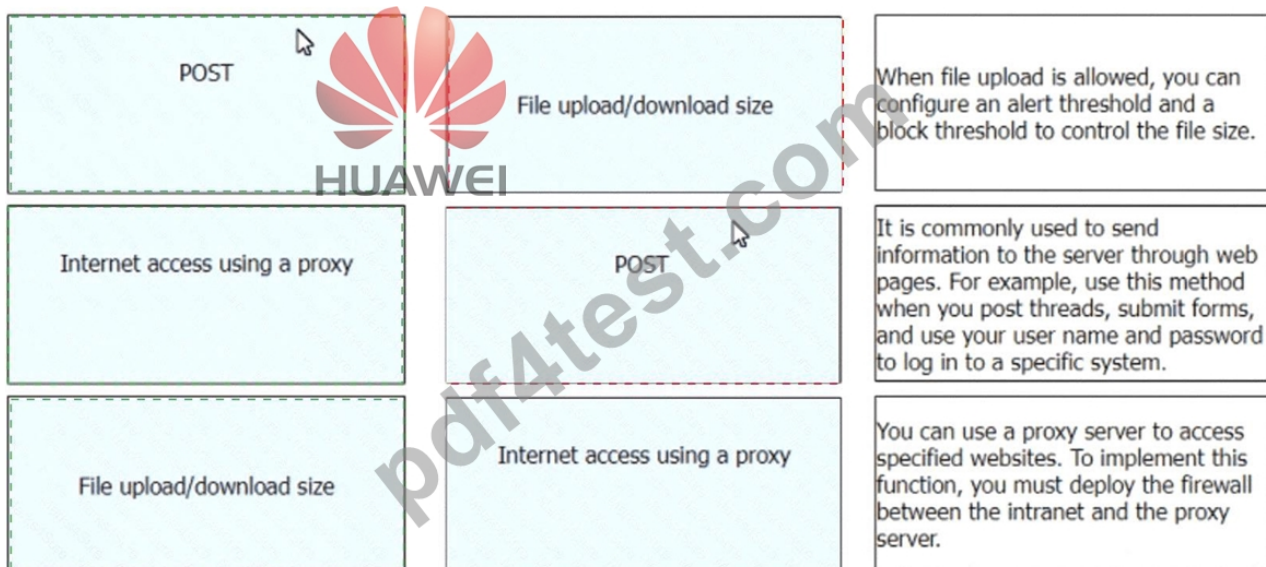 POST
File upload/download size
When file upload is allowed, you can
configure an alert threshold and a
block threshold to control the file size.
HUAWEI
Internet access using a proxy
POST
It is commonly used to send
information to the server through web
pages. For example, use this method
when you post threads, submit forms,
and use your user name and password
to log in to a specific system.
File upload/download size
Internet access using a proxy
You can use a proxy server to access
specified websites. To implement this
function, you must deploy the firewall
between the intranet and the proxy
server.
pdf4test.com